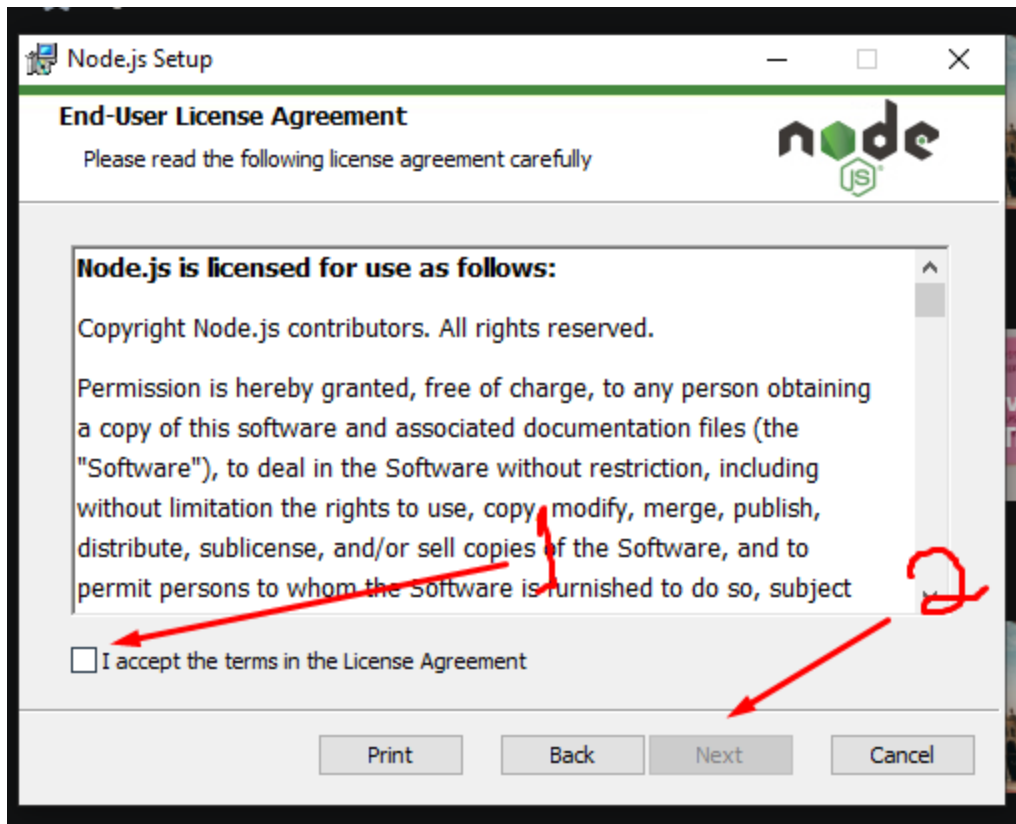 Node.js Setup
End-User License Agreement
Please read the following license agreement carefully
node
JS
Node.js is licensed for use as follows:
Copyright Node.js contributors. All rights reserved.
Permission is hereby granted, free of charge, to any person obtaining
a copy of this software and associated documentation files (the
"Software"), to deal in the Software without restriction, including
without limitation the rights to use, copy, modify, merge, publish,
distribute, sublicense, and/or sell copies of the Software, and to
permit persons to whom the Software is furnished to do so, subject
1
2
I accept the terms in the License Agreement
Print Back Next Cancel